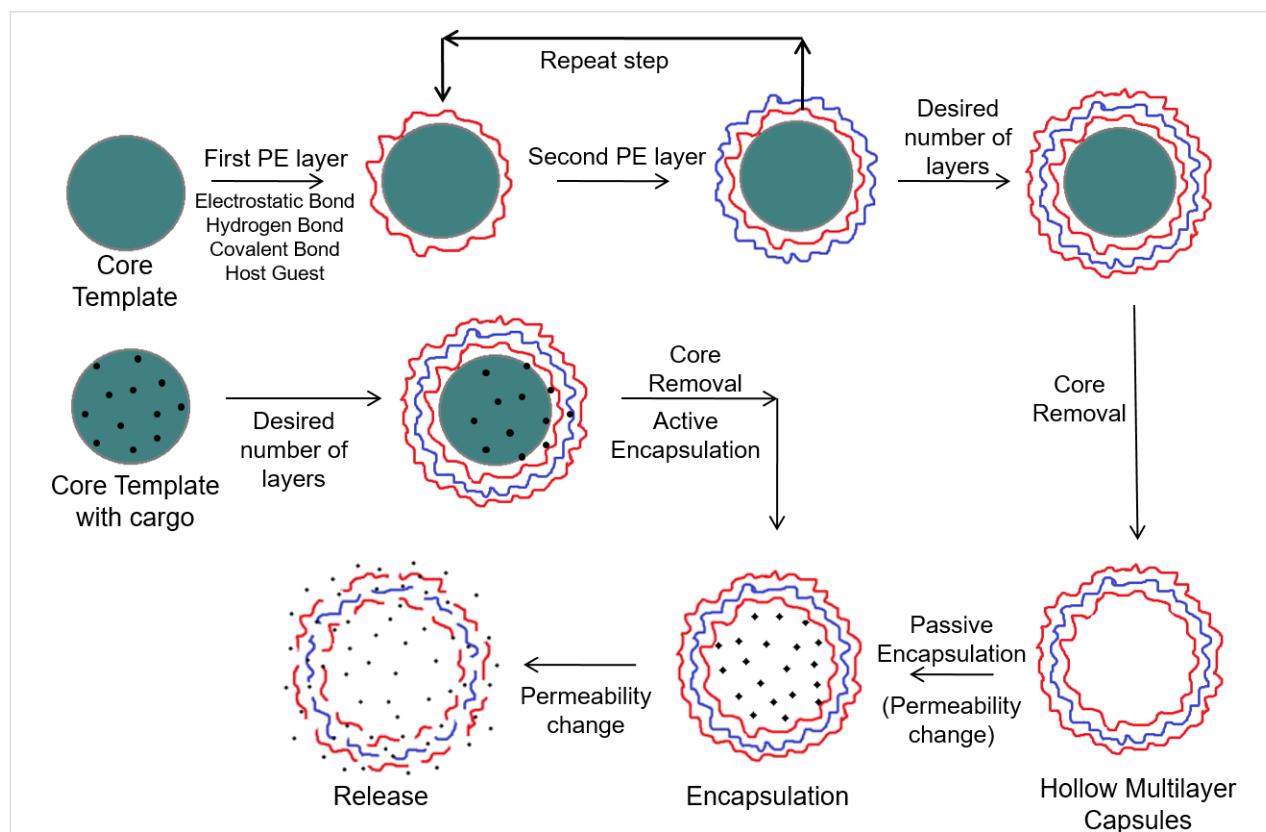 Repeat step
First PE layer
Electrostatic Bond
Hydrogen Bond
Covalent Bond
Host Guest
Second PE layer
Desired
number of
layers
Core
Template
Core Template
with cargo
Desired
number of
layers
Core
Removal
Active
Encapsulation
Core
Removal
Passive
Encapsulation
(Permeability
change)
Permeability
change
Release
Encapsulation
Hollow Multilayer
Capsules